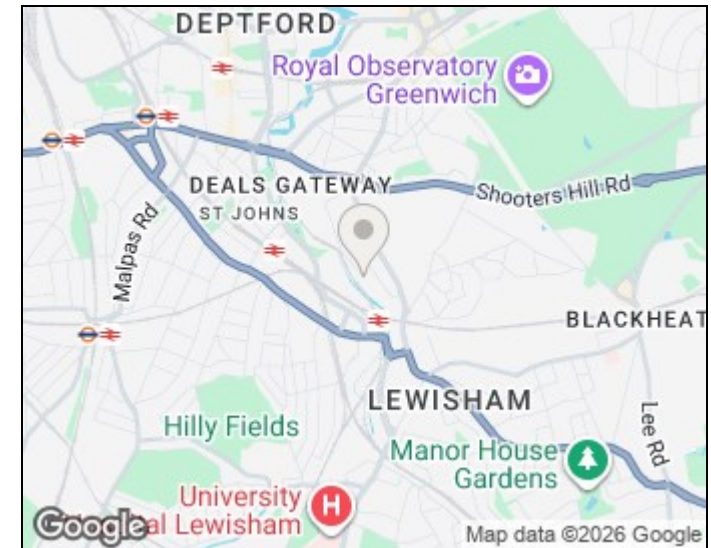 DEPTFORD
Royal Observatory
Greenwich
DEALS GATEWAY
Shooters Hill Rd
ST JOHNS
Malpas Rd
BLACKHEAT
LEWISHAM
Hilly Fields
Lee Rd
Manor House
Gardens
University
al Lewisham
H
Google
Map data ©2026 Google